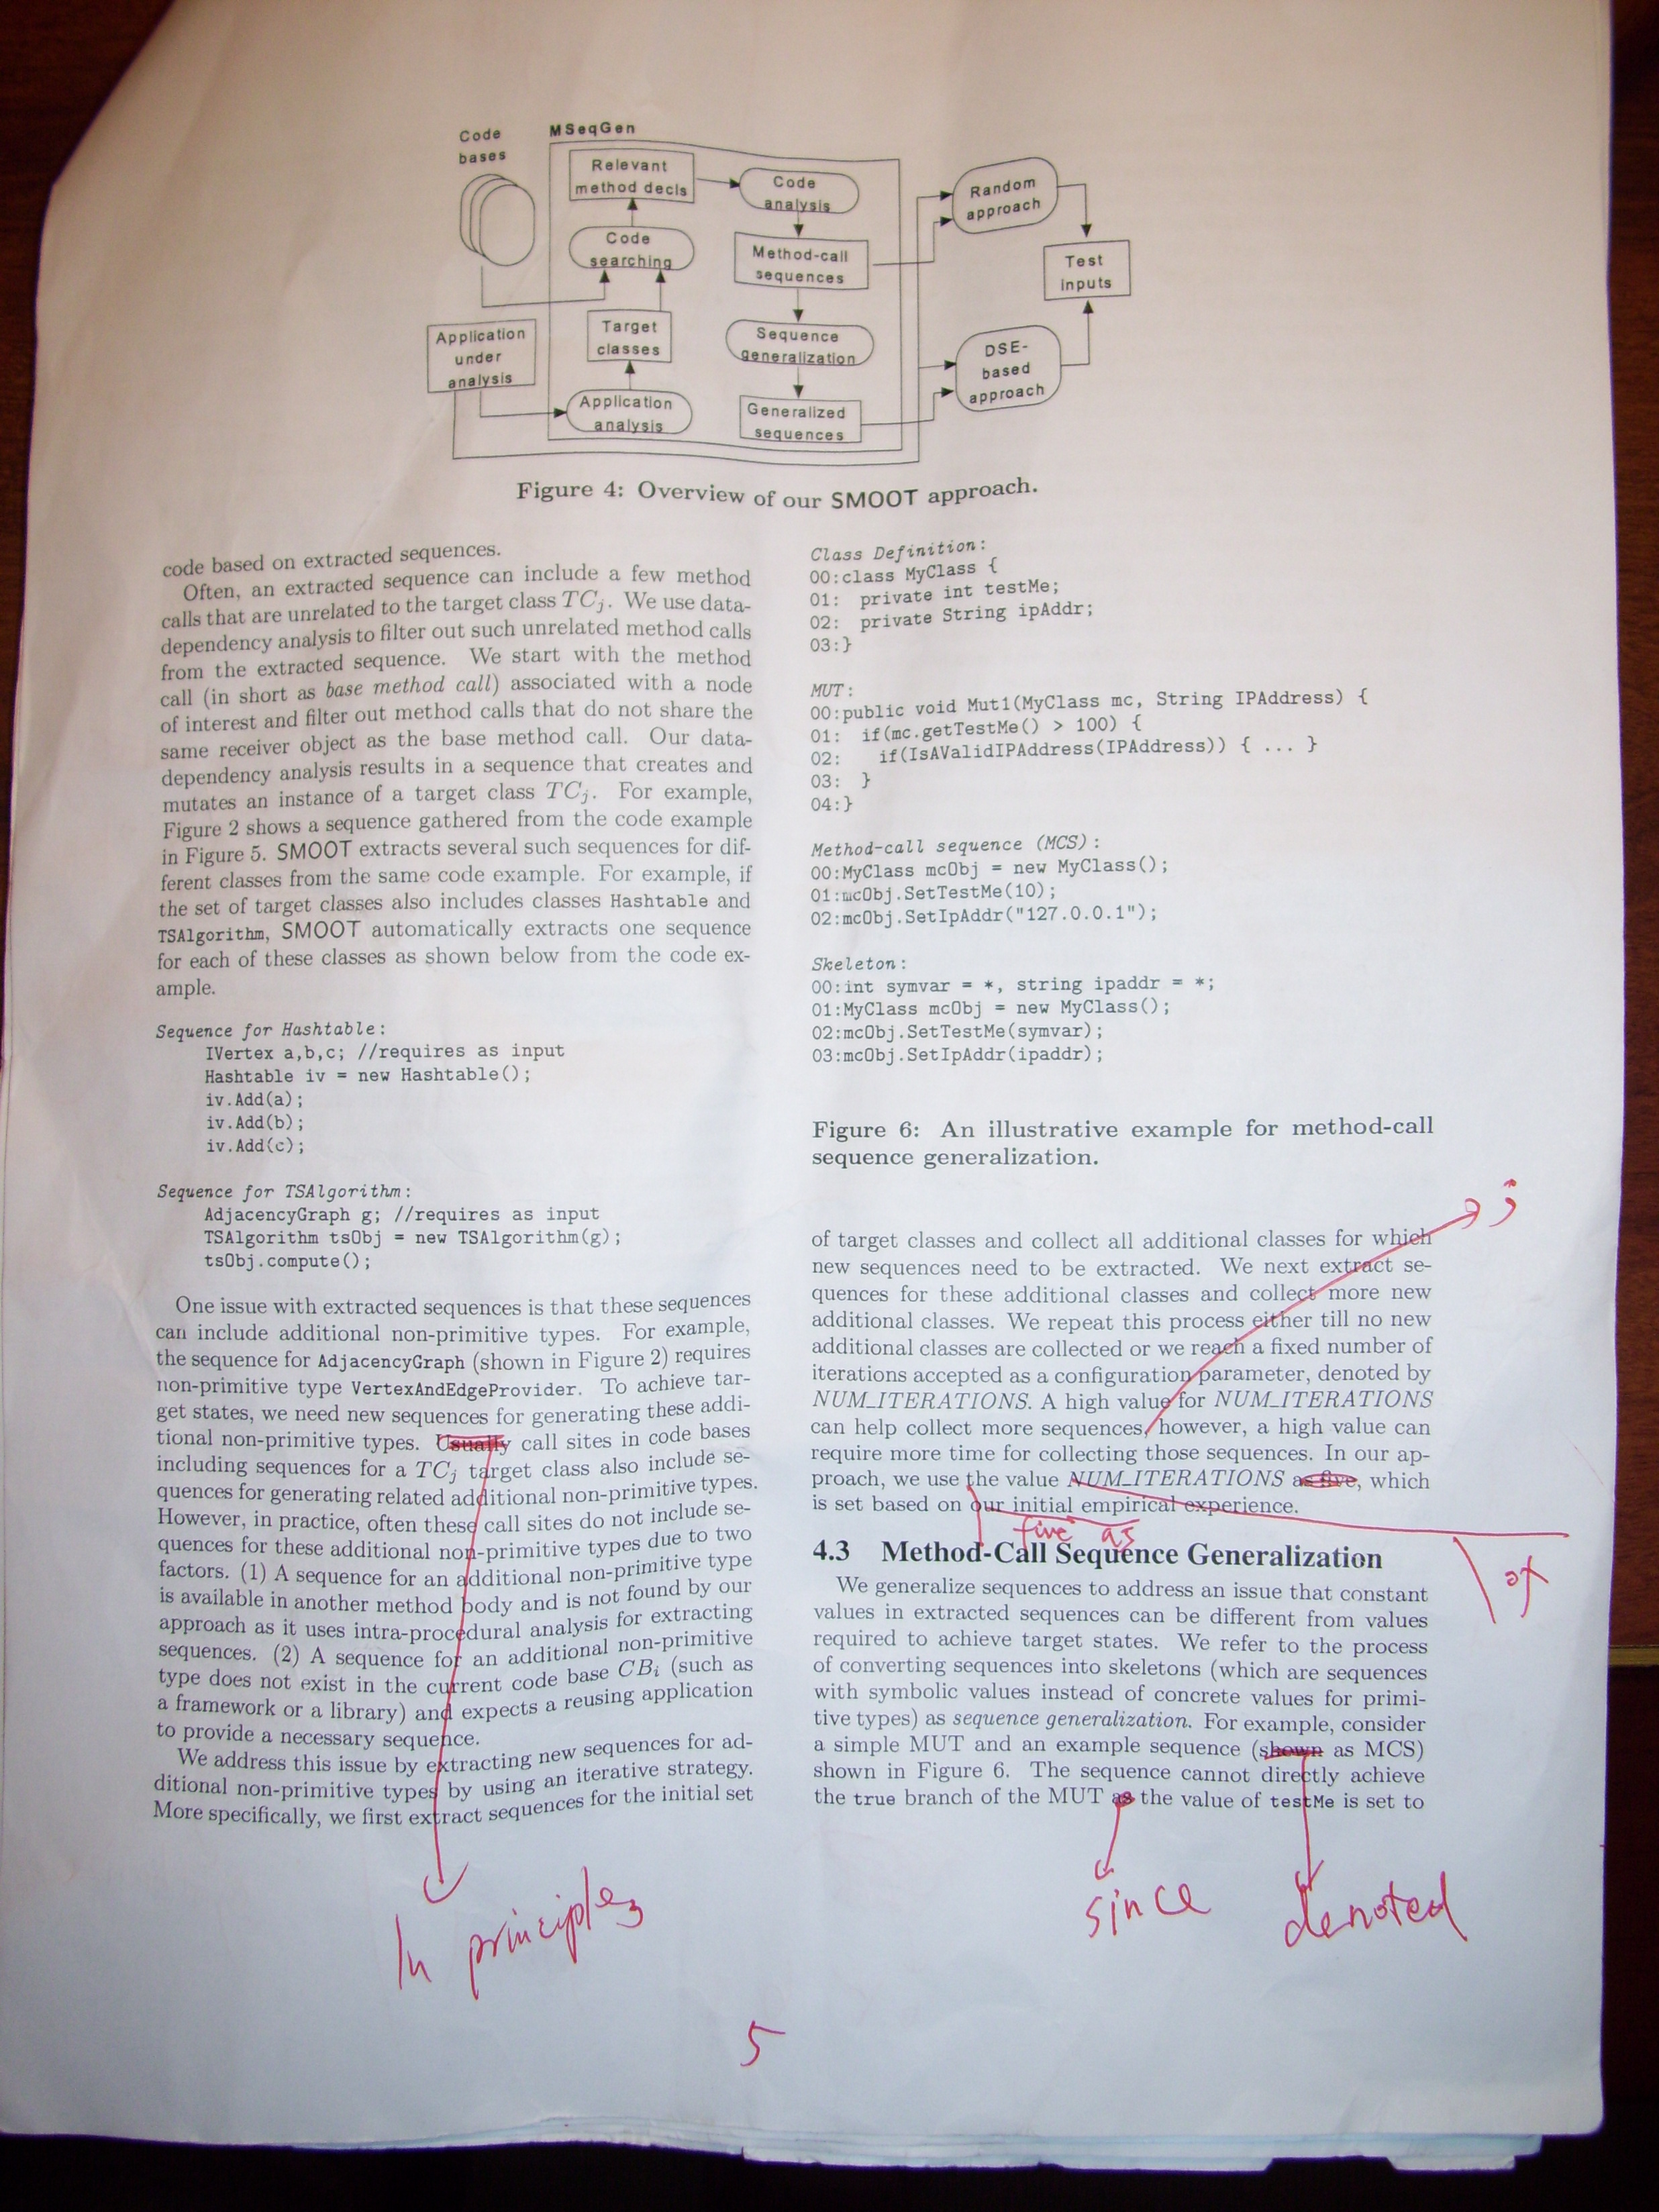 Code
bases
MSeqGen
Relevant
method decls
Code
analysis
Random
approach
Code
searching
Method-call
sequences
Test
inputs
Application
under
analysis
Target
classes
Sequence
generalization
DSE-
based
approach
Application
analysis
Generalized
sequences
Figure 4: Overview of our SMOOT approach.
code based on extracted sequences.
Often, an extracted sequence can include a few method
calls that are unrelated to the target class TCj. We use data-
dependency analysis to filter out such unrelated method calls
from the extracted sequence. We start with the method
call (in short as base method call) associated with a node
of interest and filter out method calls that do not share the
same receiver object as the base method call. Our data-
dependency analysis results in a sequence that creates and
mutates an instance of a target class TCj. For example,
Figure 2 shows a sequence gathered from the code example
in Figure 5. SMOOT extracts several such sequences for dif-
ferent classes from the same code example. For example, if
the set of target classes also includes classes Hashtable and
TSAlgorithm, SMOOT automatically extracts one sequence
for each of these classes as shown below from the code ex-
ample.
Sequence for Hashtable:
IVertex a,b,c; //requires as input
Hashtable iv = new Hashtable();
iv.Add(a);
iv.Add(b);
iv.Add(c);
Sequence for TSAlgorithm:
AdjacencyGraph g; //requires as input
TSAlgorithm tsObj = new TSAlgorithm(g);
tsObj.compute();
One issue with extracted sequences is that these sequences
can include additional non-primitive types. For example,
the sequence for AdjacencyGraph (shown in Figure 2) requires
non-primitive type VertexAndEdgeProvider. To achieve tar-
get states, we need new sequences for generating these addi-
tional non-primitive types. Usually call sites in code bases
including sequences for a TCj target class also include se-
quences for generating related additional non-primitive types.
However, in practice, often these call sites do not include se-
quences for these additional non-primitive types due to two
factors. (1) A sequence for an additional non-primitive type
is available in another method body and is not found by our
approach as it uses intra-procedural analysis for extracting
sequences. (2) A sequence for an additional non-primitive
type does not exist in the current code base CBi (such as
a framework or a library) and expects a reusing application
to provide a necessary sequence.
We address this issue by extracting new sequences for ad-
ditional non-primitive types by using an iterative strategy.
More specifically, we first extract sequences for the initial set
In principles
Class Definition:
00:class MyClass {
01: private int testMe;
02: private String ipAddr;
03:}
MUT:
00:public void Mut1(MyClass mc, String IPAddress) {
01: if(mc.getTestMe() > 100) {
02: if(IsAValidIPAddress(IPAddress)) { ... }
03: }
04:}
Method-call sequence (MCS):
00:MyClass mcObj = new MyClass();
01:mcObj.SetTestMe(10);
02:mcObj.SetIpAddr("127.0.0.1");
Skeleton:
00:int symvar = *, string ipaddr = *;
01:MyClass mcObj = new MyClass();
02:mcObj.SetTestMe(symvar);
03:mcObj.SetIpAddr(ipaddr);
Figure 6: An illustrative example for method-call
sequence generalization.
;
of target classes and collect all additional classes for which
new sequences need to be extracted. We next extract se-
quences for these additional classes and collect more new
additional classes. We repeat this process either till no new
additional classes are collected or we reach a fixed number of
iterations accepted as a configuration parameter, denoted by
NUM_ITERATIONS. A high value for NUM_ITERATIONS
can help collect more sequences, however, a high value can
require more time for collecting those sequences. In our ap-
proach, we use the value NUM_ITERATIONS as five, which
is set based on our initial empirical experience.
five as
of
4.3 Method-Call Sequence Generalization
We generalize sequences to address an issue that constant
values in extracted sequences can be different from values
required to achieve target states. We refer to the process
of converting sequences into skeletons (which are sequences
with symbolic values instead of concrete values for primi-
tive types) as sequence generalization. For example, consider
a simple MUT and an example sequence (shown as MCS)
shown in Figure 6. The sequence cannot directly achieve
the true branch of the MUT as the value of testMe is set to
since
denoted
5